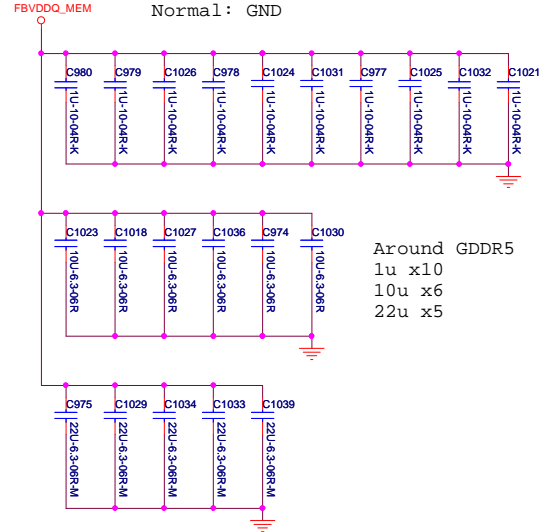 FBVDDQ_MEM
Normal: GND
C980 C979 C1026 C978 C1024 C1031 C977 C1025 C1032 C1021
1U-10-04R-K 1U-10-04R-K 1U-10-04R-K 1U-10-04R-K 1U-10-04R-K 1U-10-04R-K 1U-10-04R-K 1U-10-04R-K 1U-10-04R-K 1U-10-04R-K
C1023 C1018 C1027 C1036 C974 C1030
10U-6.3-06R 10U-6.3-06R 10U-6.3-06R 10U-6.3-06R 10U-6.3-06R 10U-6.3-06R
Around GDDR5
1u x10
10u x6
22u x5
C975 C1029 C1034 C1033 C1039
22U-6.3-06R-M 22U-6.3-06R-M 22U-6.3-06R-M 22U-6.3-06R-M 22U-6.3-06R-M